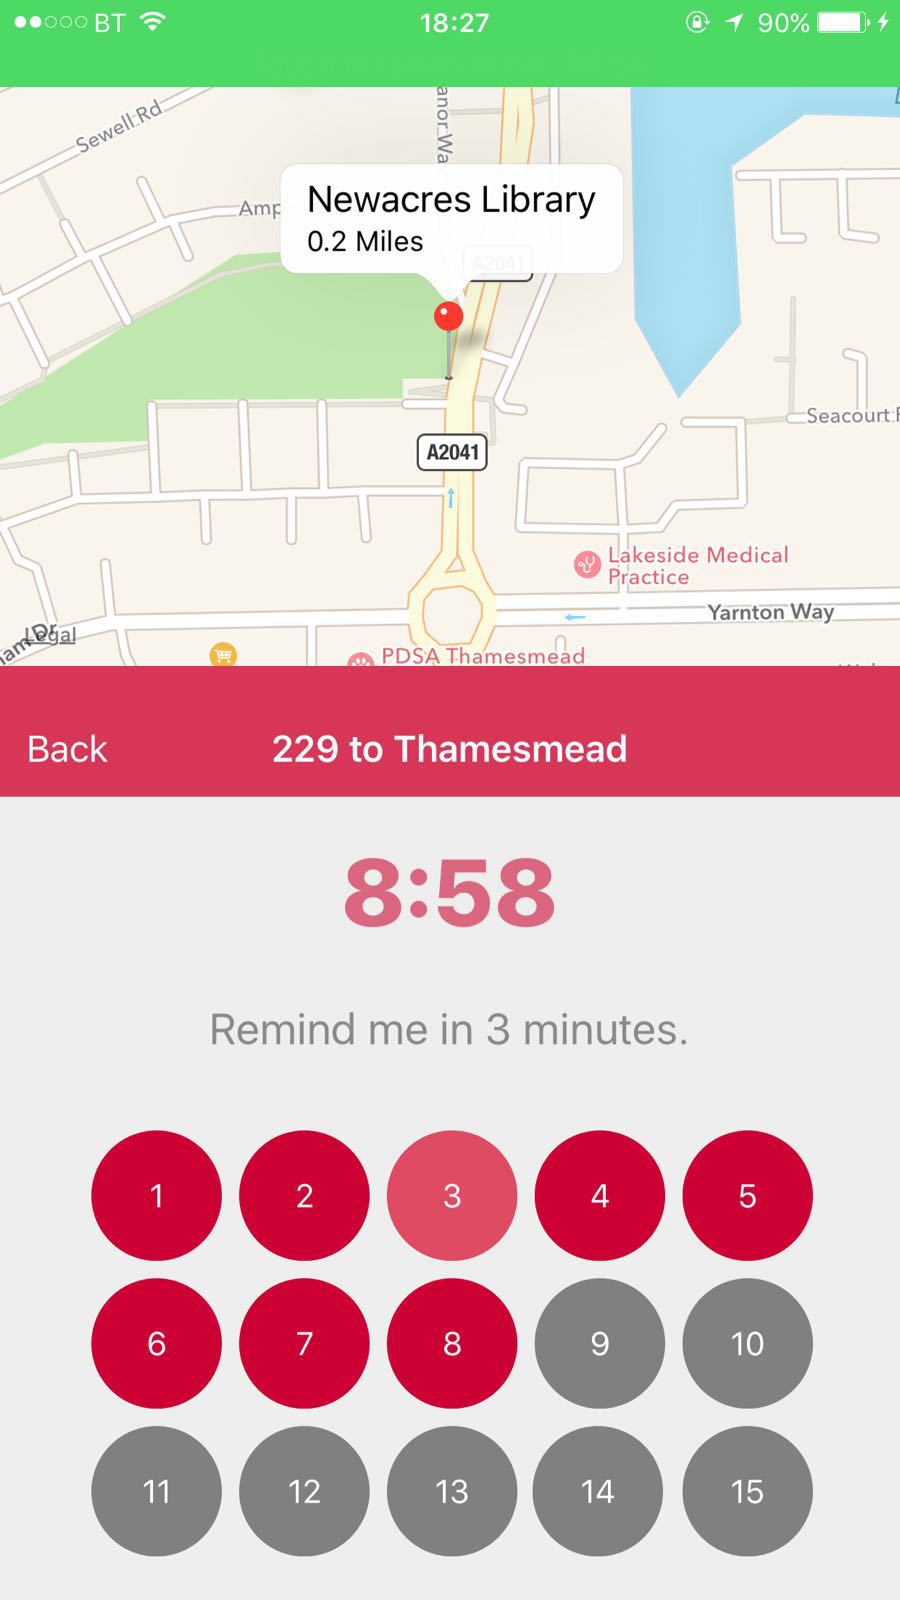 BT
18:27
90%
Sewell Rd
anor Wa
Amp
Newacres Library
0.2 Miles
A2041
A2041
Seacourt
Lakeside Medical
Practice
Yarnton Way
Legal
am Dr
PDSA Thamesmead
Back
229 to Thamesmead
8:58
Remind me in 3 minutes.
1
2
3
4
5
6
7
8
9
10
11
12
13
14
15